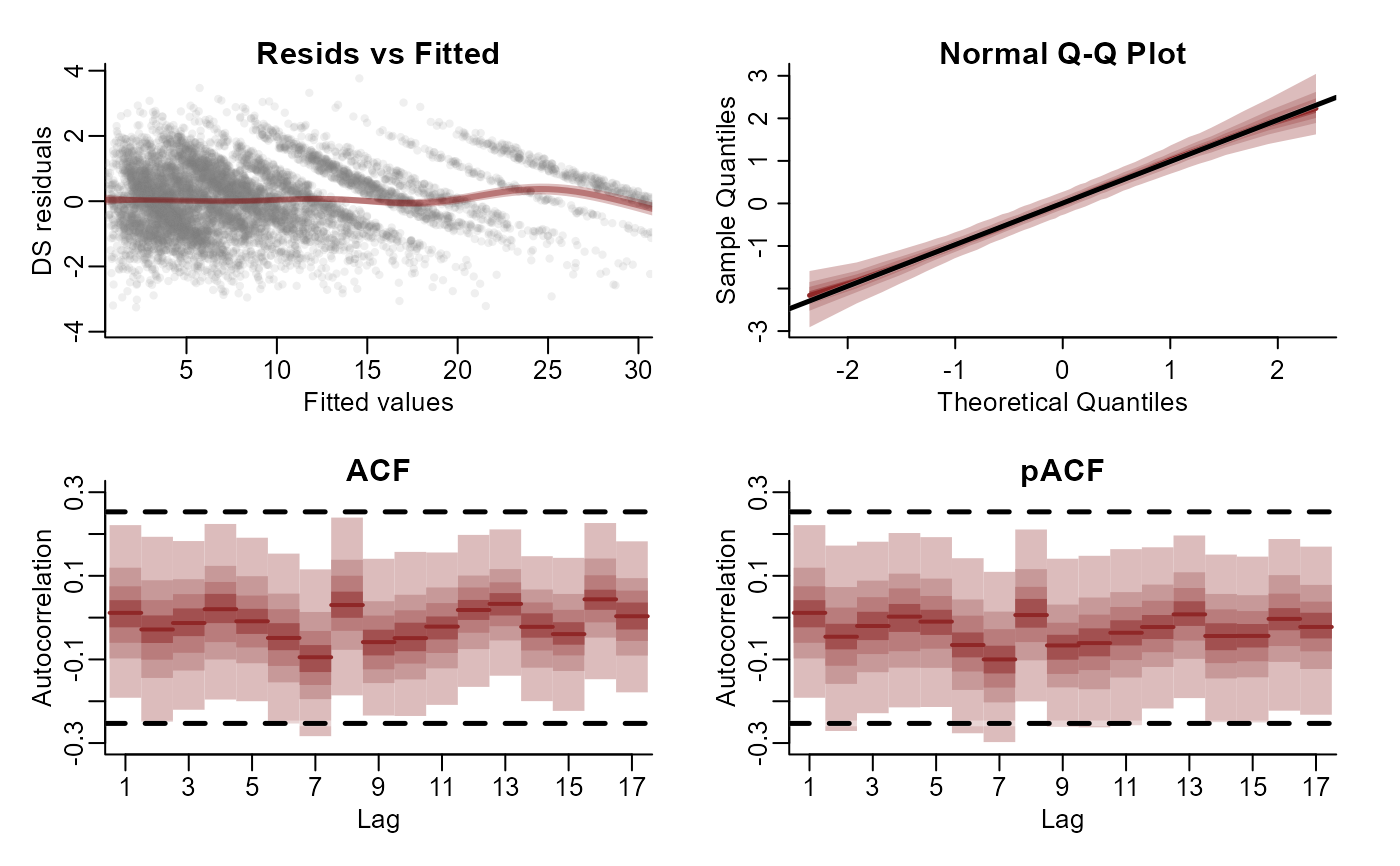 Resids vs Fitted
DS residuals
4
2
0
-2
-4
5 10 15 20 25 30
Fitted values
Normal Q-Q Plot
Sample Quantiles
3
2
1
0
-1
-3
-2 -1 0 1 2
Theoretical Quantiles
ACF
Autocorrelation
0.3
0.1
-0.1
-0.3
1 3 5 7 9 11 13 15 17
Lag
pACF
Autocorrelation
0.3
0.1
-0.1
-0.3
1 3 5 7 9 11 13 15 17
Lag